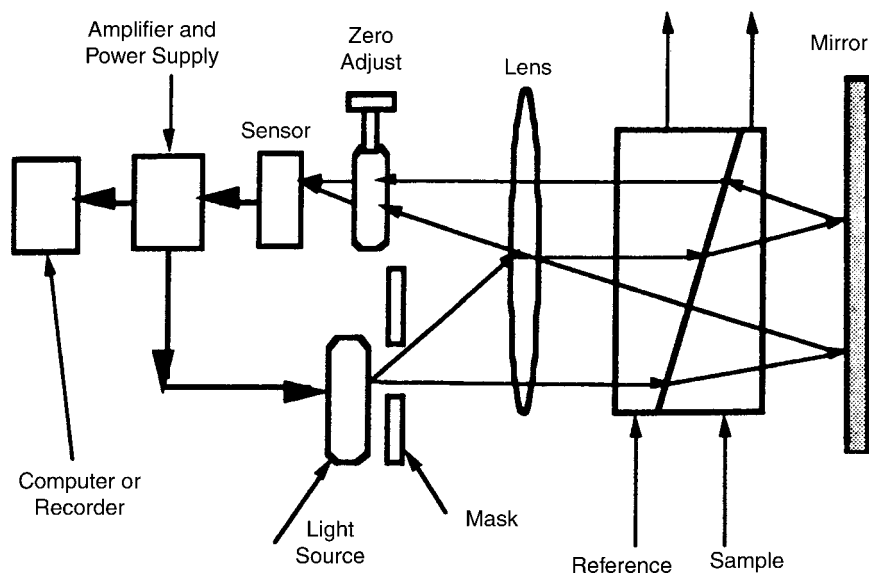 Amplifier and
Power Supply
Zero
Adjust
Lens
Mirror
Sensor
Computer or
Recorder
Light
Source
Mask
Reference
Sample